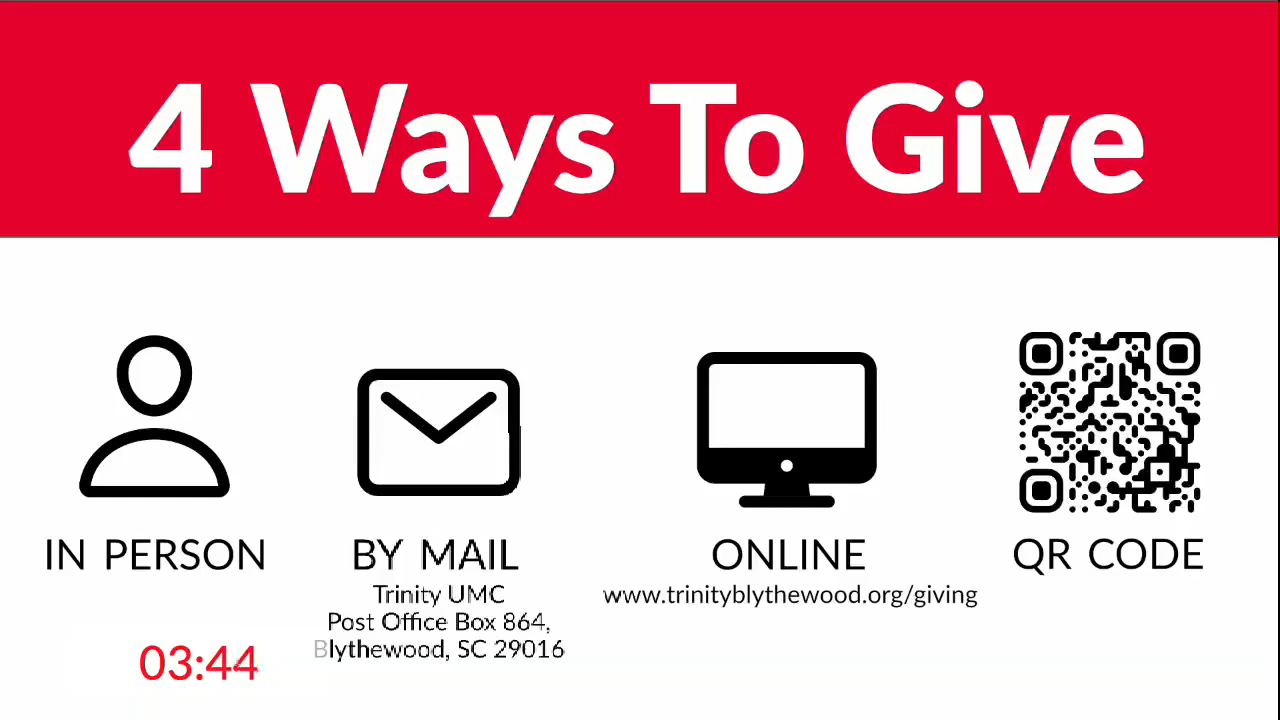 4 Ways To Give
IN PERSON
BY MAIL
Trinity UMC
Post Office Box 864,
Blythewood, SC 29016
ONLINE
www.trinityblythewood.org/giving
QR CODE
03:44